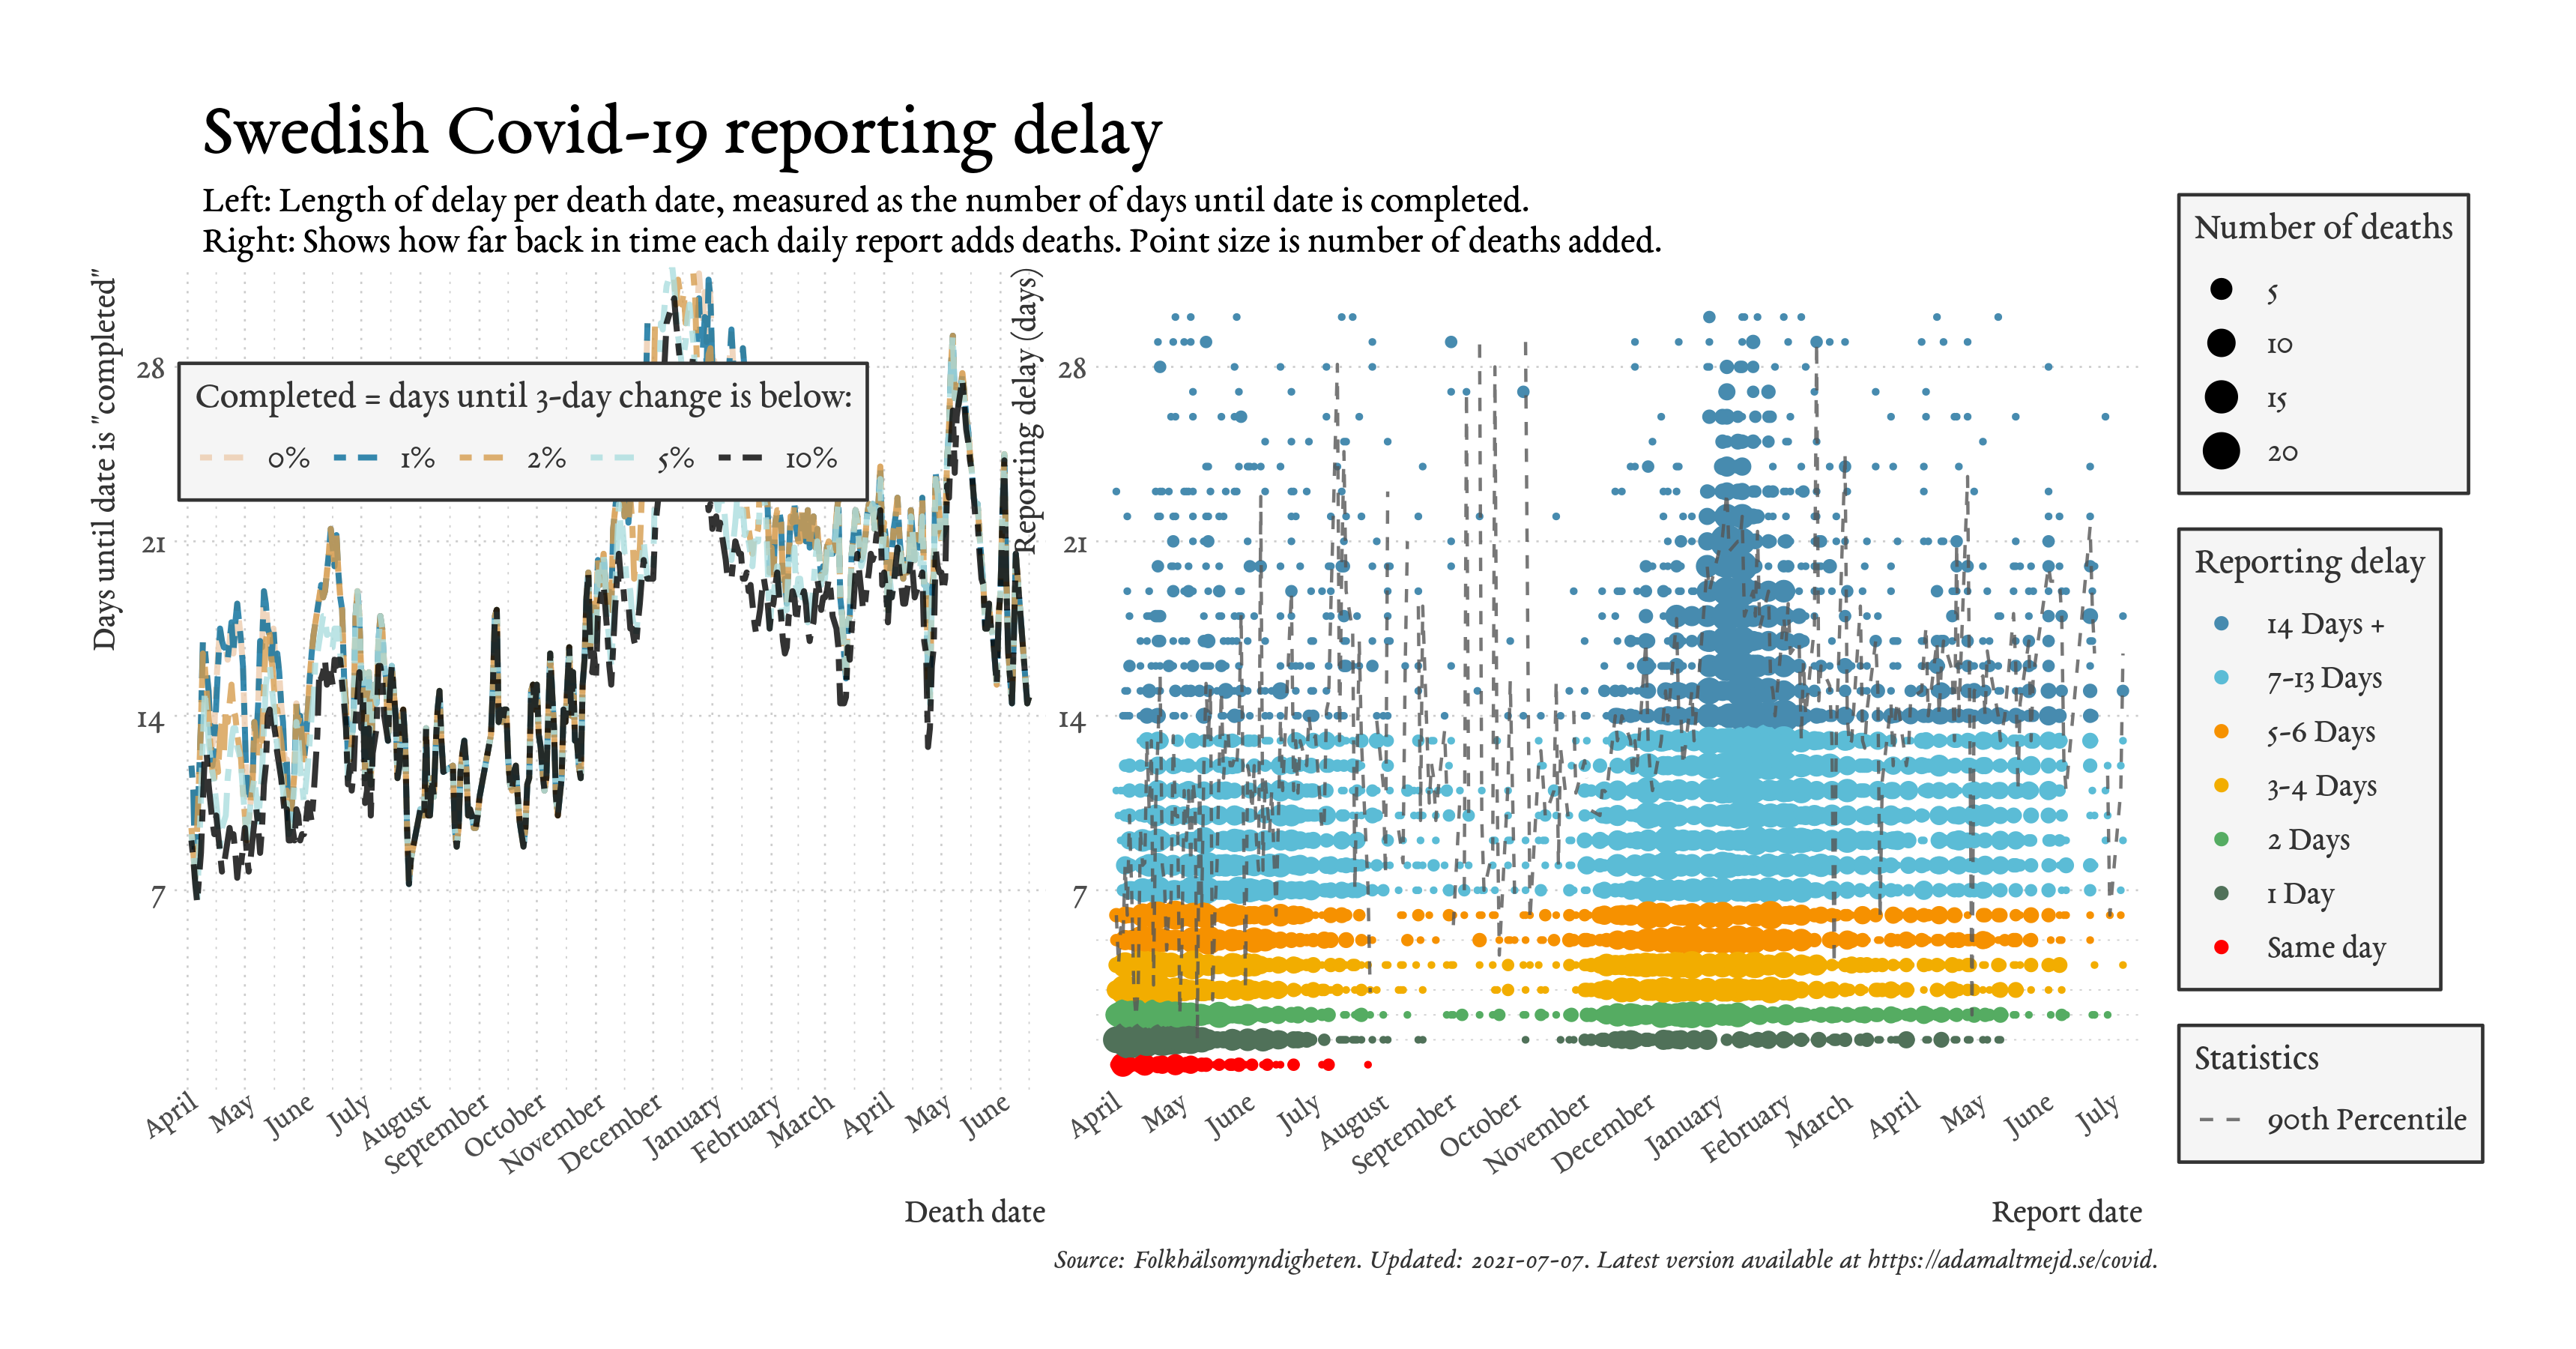 Swedish Covid-19 reporting delay
Left: Length of delay per death date, measured as the number of days until date is completed.
Right: Shows how far back in time each daily report adds deaths. Point size is number of deaths added.
Days until date is "completed"
28
21
14
7
Completed = days until 3-day change is below:
0% 1% 2% 5% 10%
April May June July August September October November December January February March April May June
Death date
Reporting delay (days)
28
21
14
7
April May June July August September October November December January February March April May June July
Report date
Number of deaths
5
10
15
20
Reporting delay
14 Days +
7-13 Days
5-6 Days
3-4 Days
2 Days
1 Day
Same day
Statistics
90th Percentile
Source: Folkhälsomyndigheten. Updated: 2021-07-07. Latest version available at https://adamaltmejd.se/covid.